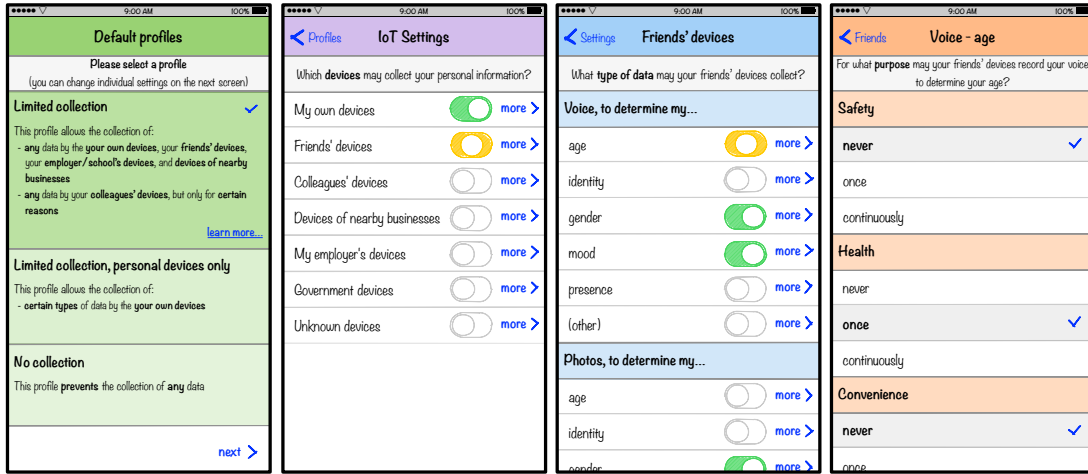 9:00 AM 100%
Default profiles
Please select a profile
(you can change individual settings on the next screen)
Limited collection
This profile allows the collection of:
- any data by the your own devices, your friends' devices,
your employer/school's devices, and devices of nearby
businesses
- any data by your colleagues' devices, but only for certain
reasons
learn more...
Limited collection, personal devices only
This profile allows the collection of:
- certain types of data by the your own devices
No collection
This profile prevents the collection of any data
next >
9:00 AM 100%
Profiles IoT Settings
Which devices may collect your personal information?
My own devices more >
Friends' devices more >
Colleagues' devices more >
Devices of nearby businesses more >
My employer's devices more >
Government devices more >
Unknown devices more >
9:00 AM 100%
Settings Friends' devices
What type of data may your friends' devices collect?
Voice, to determine my...
age more >
identity more >
gender more >
mood more >
presence more >
(other) more >
Photos, to determine my...
age more >
identity more >
gender more >
9:00 AM 100%
Friends Voice - age
For what purpose may your friends' devices record your voice
to determine your age?
Safety
never
once
continuously
Health
never
once
continuously
Convenience
never
once